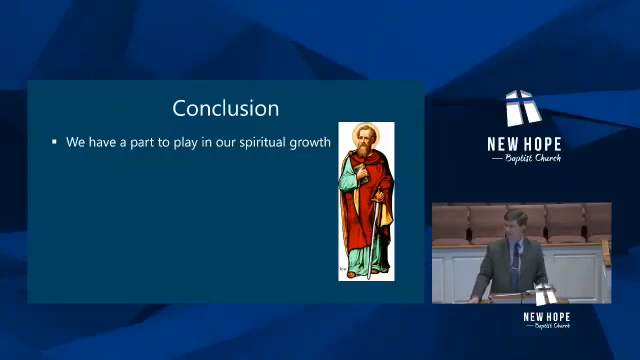 Conclusion
▪ We have a part to play in our spiritual growth
NEW HOPE
Baptist Church
NEW HOPE
Baptist Church